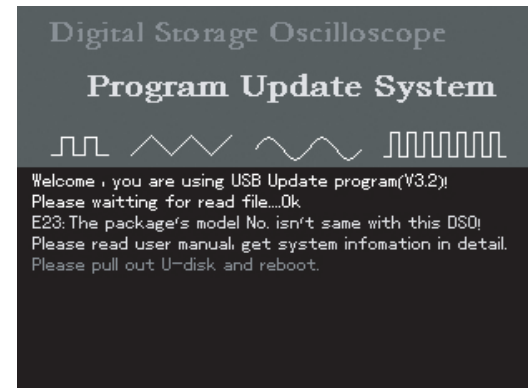 Digital Storage Oscilloscope
Program Update System
Welcome , you are using USB Update program(V3.2)!
Please waitting for read file....Ok
E23: The package's model No. isn't same with this DSO!
Please read user manual, get system infomation in detail.
Please pull out U-disk and reboot.